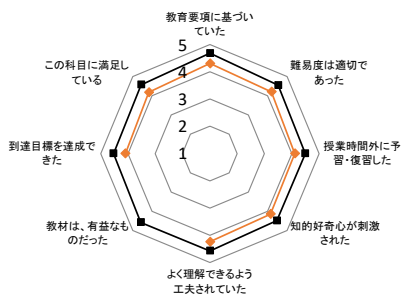 教育要項に基づい
ていた
難易度は適切で
あった
授業時間外に予
習・復習した
知的好奇心が刺激
された
よく理解できるよう
工夫されていた
教材は、有益なも
のだった
到達目標を達成で
きた
この科目に満足し
ている
5
4
3
2
1